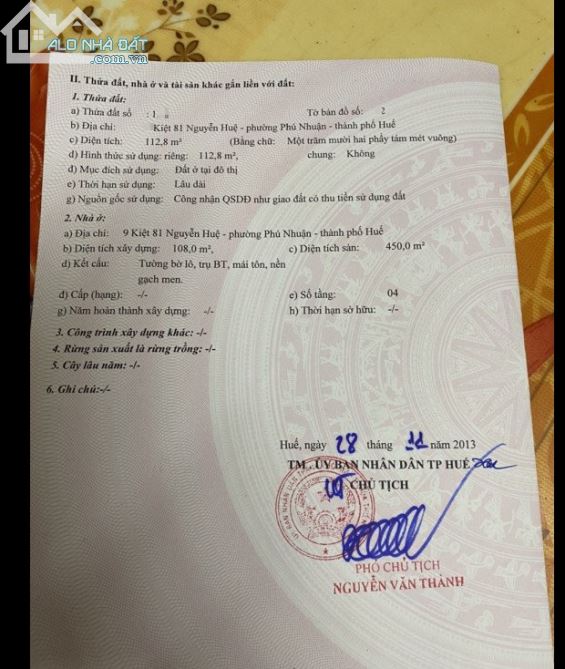 ALO NHÀ ĐẤT
.com.vn
II. Thửa đất, nhà ở và tài sản khác gắn liền với đất:
1. Thửa đất:
a) Thửa đất số : 1 Tờ bản đồ số: 2
b) Địa chỉ: Kiệt 81 Nguyễn Huệ - phường Phú Nhuận - thành phố Huế
c) Diện tích: 112,8 m², (Bằng chữ: Một trăm mười hai phẩy tám mét vuông)
d) Hình thức sử dụng: riêng: 112,8 m², chung: Không
đ) Mục đích sử dụng: Đất ở tại đô thị
e) Thời hạn sử dụng: Lâu dài
g) Nguồn gốc sử dụng: Công nhận QSDĐ như giao đất có thu tiền sử dụng đất
2. Nhà ở:
a) Địa chỉ: 9 Kiệt 81 Nguyễn Huệ - phường Phú Nhuận - thành phố Huế
b) Diện tích xây dựng: 108,0 m², c) Diện tích sàn: 450,0 m²
d) Kết cấu: Tường bờ lô, trụ BT, mái tôn, nền
gạch men.
đ) Cấp (hạng): -/- e) Số tầng: 04
g) Năm hoàn thành xây dựng: -/- h) Thời hạn sở hữu: -/-
3. Công trình xây dựng khác: -/-
4. Rừng sản xuất là rừng trồng: -/-
5. Cây lâu năm: -/-
6. Ghi chú:-/-
Huế, ngày 28 tháng 11 năm 2013
TM. ỦY BAN NHÂN DÂN TP HUẾ
KT CHỦ TỊCH
PHÓ CHỦ TỊCH
NGUYỄN VĂN THÀNH